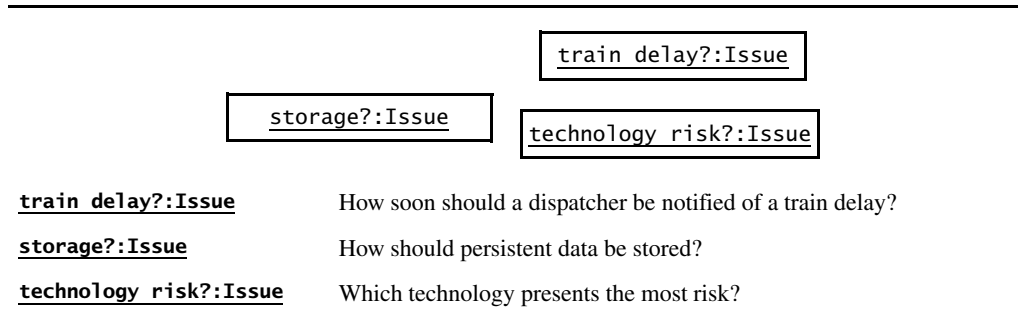 train delay?:Issue
storage?:Issue
technology risk?:Issue
train delay?:Issue How soon should a dispatcher be notified of a train delay?
storage?:Issue How should persistent data be stored?
technology risk?:Issue Which technology presents the most risk?